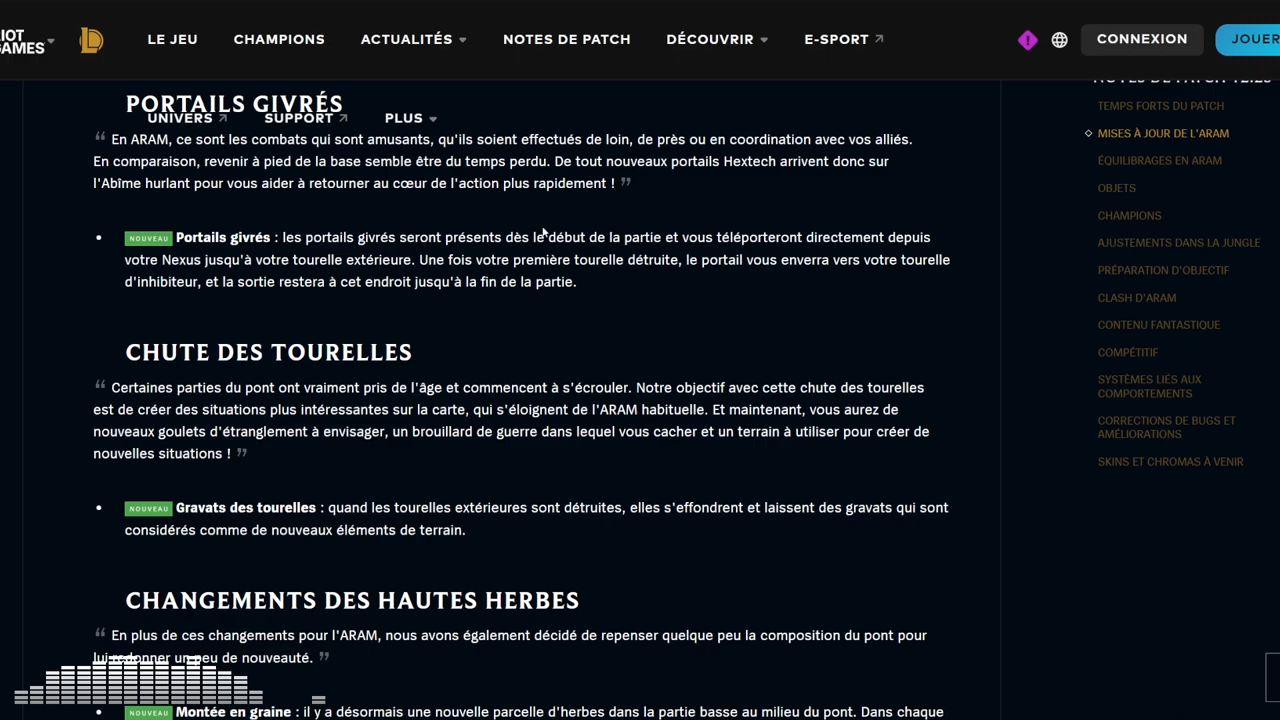 IOT
GAMES
LE JEU
CHAMPIONS
ACTUALITÉS
NOTES DE PATCH
DÉCOUVRIR
E-SPORT
CONNEXION
JOUER
UNIVERS
SUPPORT
PLUS
PORTAILS GIVRÉS
“ En ARAM, ce sont les combats qui sont amusants, qu'ils soient effectués de loin, de près ou en coordination avec vos alliés.
En comparaison, revenir à pied de la base semble être du temps perdu. De tout nouveaux portails Hextech arrivent donc sur
l'Abîme hurlant pour vous aider à retourner au cœur de l'action plus rapidement ! ”
• NOUVEAU Portails givrés : les portails givrés seront présents dès le début de la partie et vous téléporteront directement depuis
votre Nexus jusqu'à votre tourelle extérieure. Une fois votre première tourelle détruite, le portail vous enverra vers votre tourelle
d'inhibiteur, et la sortie restera à cet endroit jusqu'à la fin de la partie.
CHUTE DES TOURELLES
“ Certaines parties du pont ont vraiment pris de l'âge et commencent à s'écrouler. Notre objectif avec cette chute des tourelles
est de créer des situations plus intéressantes sur la carte, qui s'éloignent de l'ARAM habituelle. Et maintenant, vous aurez de
nouveaux goulets d'étranglement à envisager, un brouillard de guerre dans lequel vous cacher et un terrain à utiliser pour créer de
nouvelles situations ! ”
• NOUVEAU Gravats des tourelles : quand les tourelles extérieures sont détruites, elles s'effondrent et laissent des gravats qui sont
considérés comme de nouveaux éléments de terrain.
CHANGEMENTS DES HAUTES HERBES
“ En plus de ces changements pour l'ARAM, nous avons également décidé de repenser quelque peu la composition du pont pour
lui redonner un peu de nouveauté. ”
• NOUVEAU Montée en graine : il y a désormais une nouvelle parcelle d'herbes dans la partie basse au milieu du pont. Dans chaque
NOTES DE PATCH 12.23
TEMPS FORTS DU PATCH
MISES À JOUR DE L'ARAM
ÉQUILIBRAGES EN ARAM
OBJETS
CHAMPIONS
AJUSTEMENTS DANS LA JUNGLE
PRÉPARATION D'OBJECTIF
CLASH D'ARAM
CONTENU FANTASTIQUE
COMPÉTITIF
SYSTÈMES LIÉS AUX
COMPORTEMENTS
CORRECTIONS DE BUGS ET
AMÉLIORATIONS
SKINS ET CHROMAS À VENIR